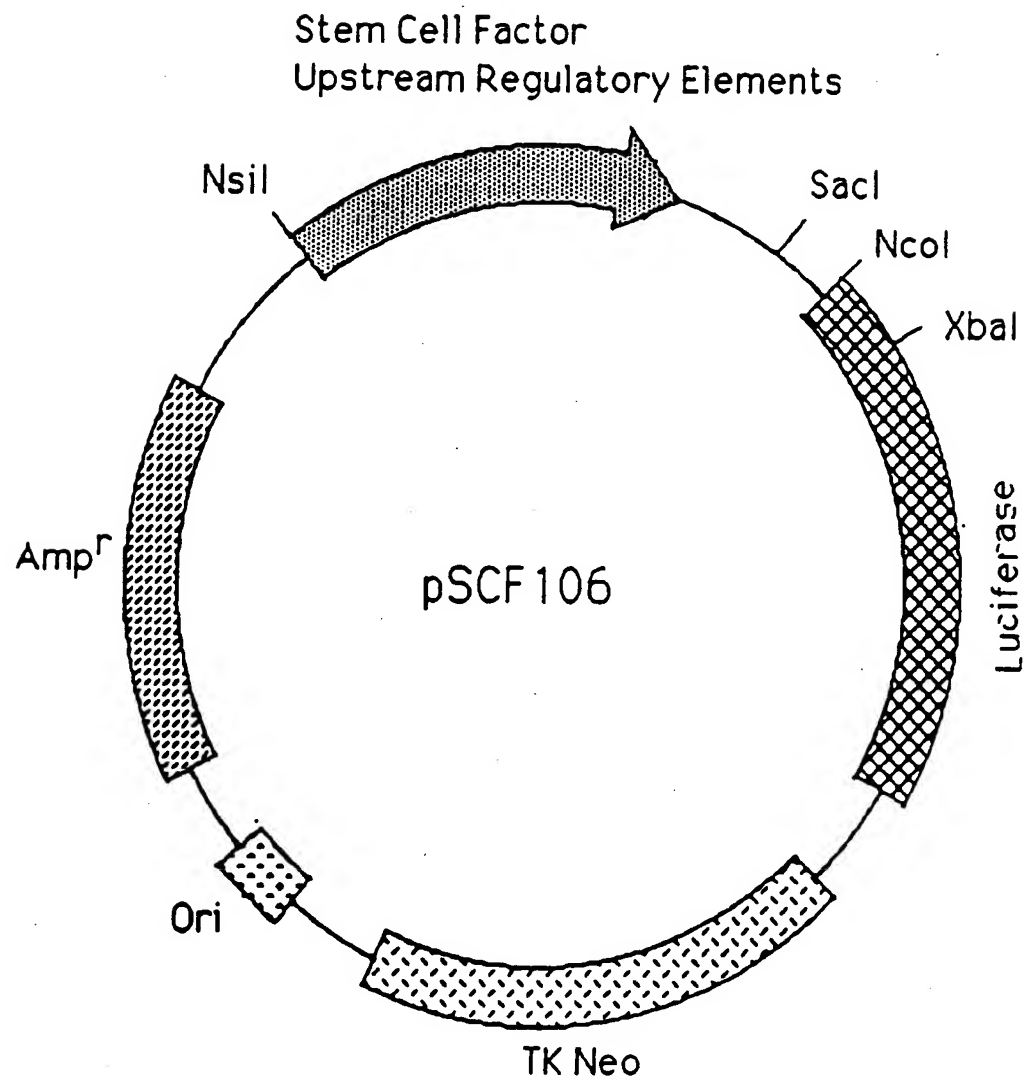 Stem Cell Factor
Upstream Regulatory Elements
NsiI
SacI
NcoI
XbaI
Luciferase
Amp^r
pSCF106
Ori
TK Neo